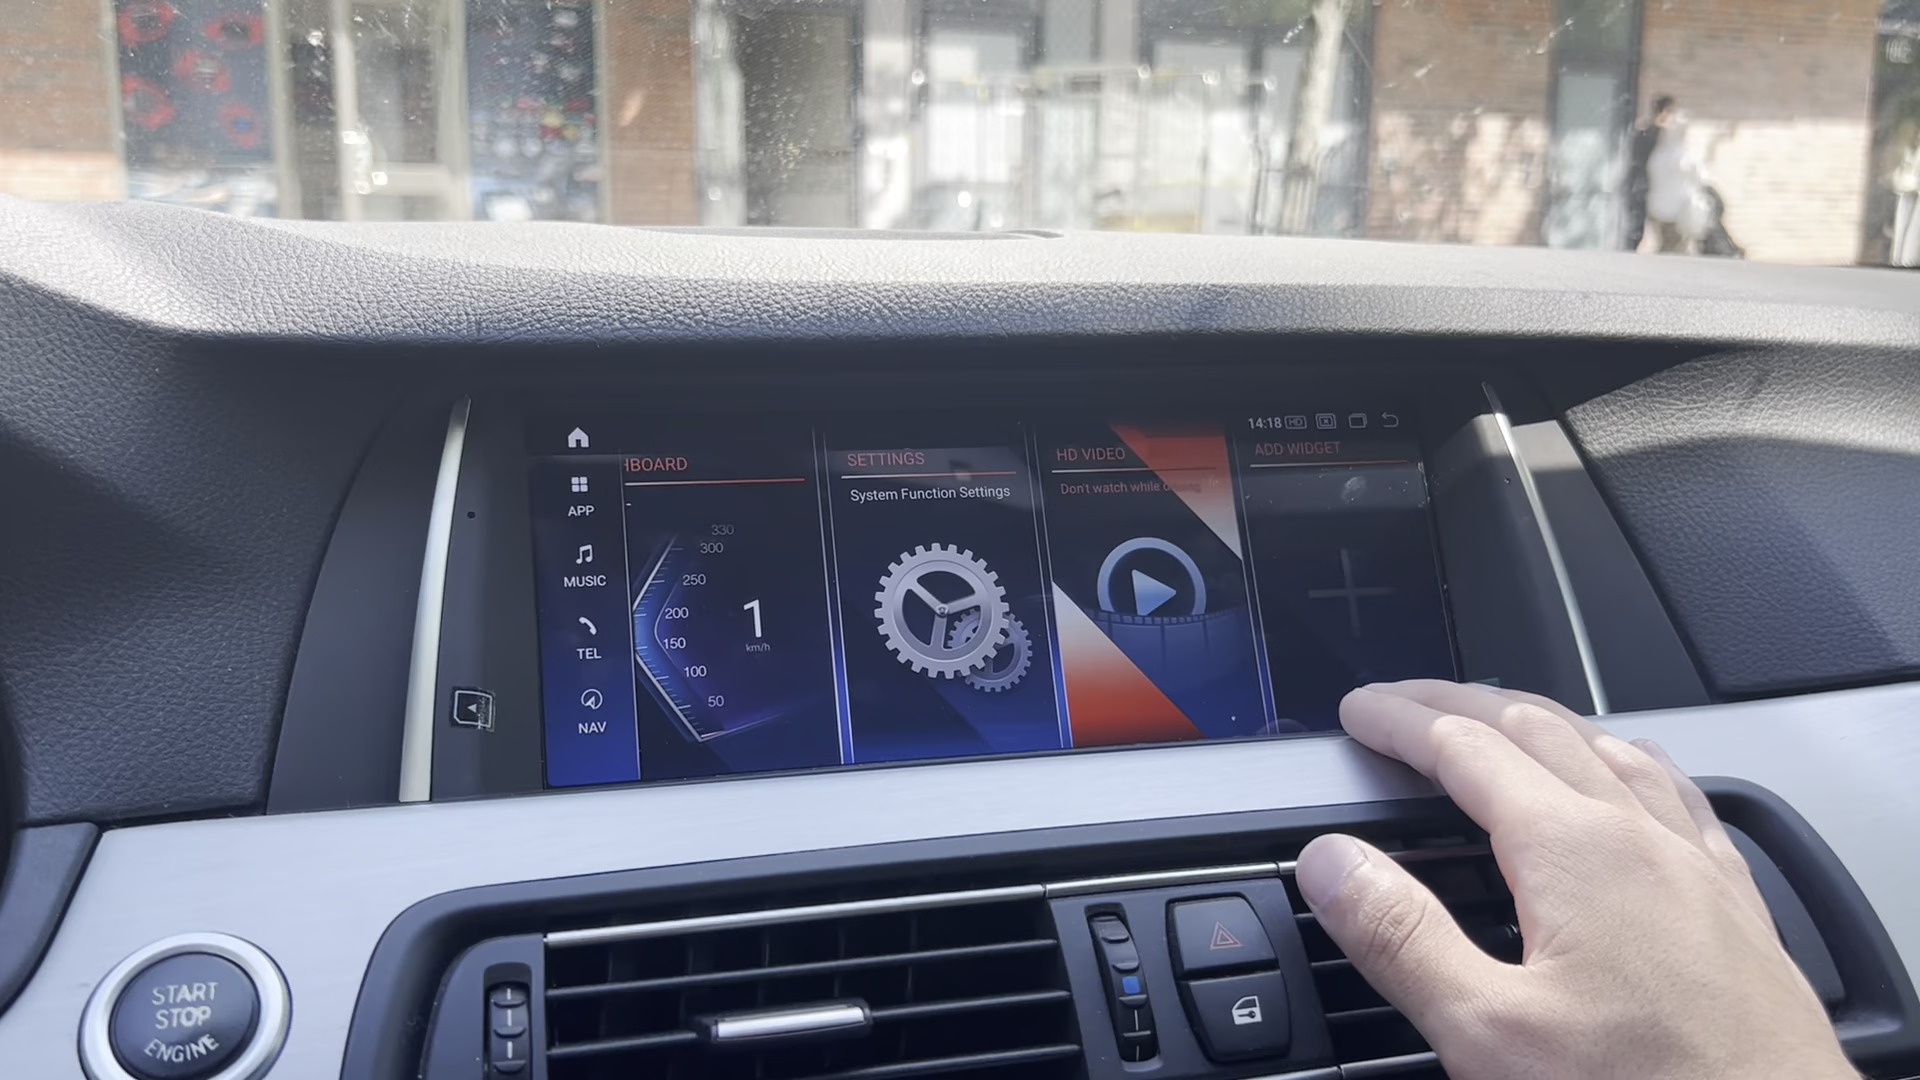 14:18 HD
IBOARD
SETTINGS
HD VIDEO
ADD WIDGET
System Function Settings
Don't watch while driving
APP
MUSIC
TEL
NAV
330
300
250
200
150
100
50
1
km/h
START
STOP
ENGINE